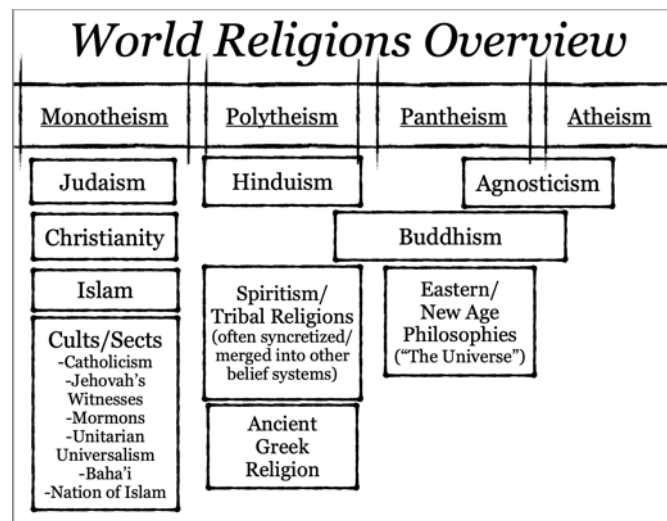 World Religions Overview
Monotheism
Polytheism
Pantheism
Atheism
Judaism
Hinduism
Agnosticism
Christianity
Buddhism
Islam
Spiritism/
Tribal Religions
(often syncretized/
merged into other
belief systems)
Eastern/
New Age
Philosophies
(“The Universe”)
Cults/Sects
-Catholicism
-Jehovah’s
Witnesses
-Mormons
-Unitarian
Universalism
-Baha’i
-Nation of Islam
Ancient
Greek
Religion